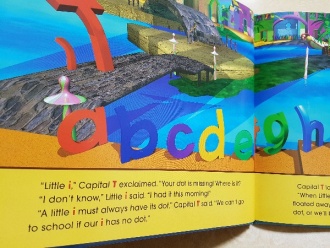 abcdefgh
"Little i," Capital T exclaimed. "Your dot is missing! Where is it?"
"I don't know," Little i said. "I had it this morning!"
"A little i must always have its dot," Capital T said. "We can't go
to school if our i has no dot."
Capital T lo
"When Little
floated away
dot, or we'll